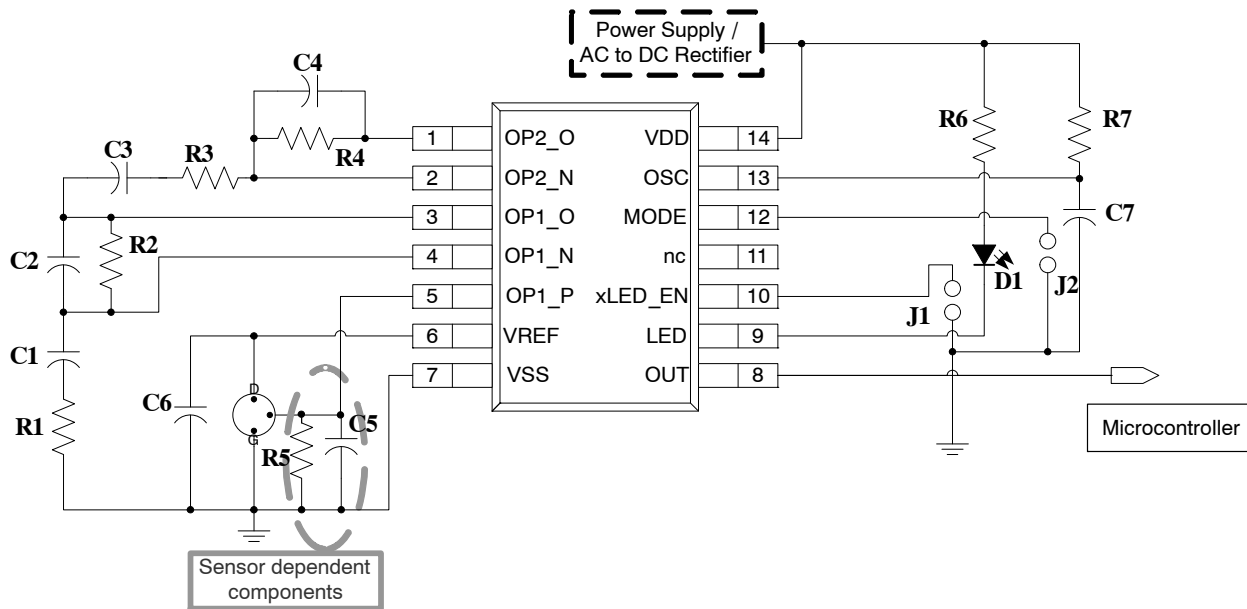 Power Supply /
AC to DC Rectifier
C4
R4
C3
R3
C2
R2
C1
R1
C6
D
G
R5
C5
1
2
3
4
5
6
7
OP2_O
OP2_N
OP1_O
OP1_N
OP1_P
VREF
VSS
VDD
OSC
MODE
nc
xLED_EN
LED
OUT
14
13
12
11
10
9
8
R6
R7
C7
D1
J2
J1
Microcontroller
Sensor dependent
components